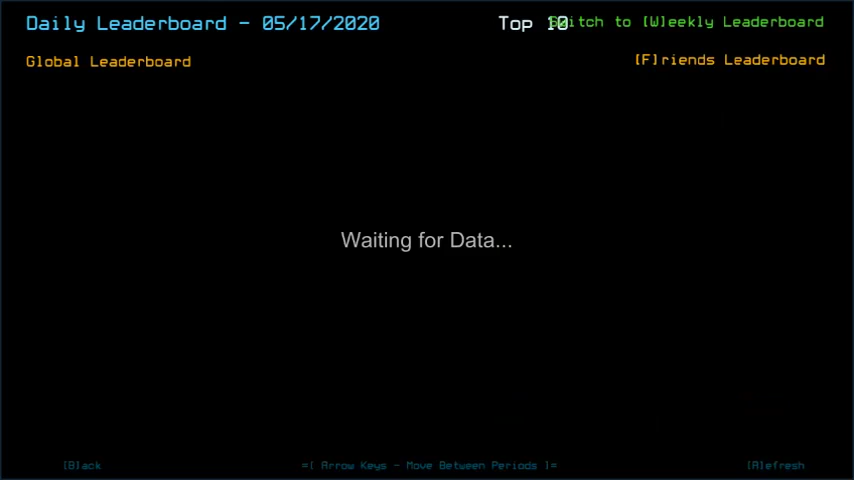 Daily Leaderboard - 05/17/2020
Top 10
Switch to [W]eekly Leaderboard
Global Leaderboard
[F]riends Leaderboard
Waiting for Data...
[B]ack
=[ Arrow Keys - Move Between Periods ]=
[R]efresh